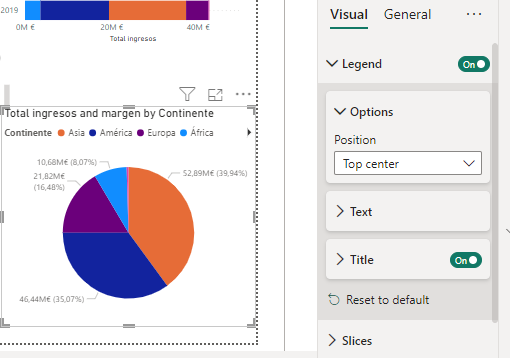 2019
0M €
20M €
40M €
Total ingresos
Total ingresos and margen by Continente
Continente Asia América Europa África
10,68M€ (8,07%)
21,82M€
(16,48%)
52,89M€ (39,94%)
46,44M€ (35,07%)
Visual General
Legend On
Options
Position
Top center
Text
Title On
Reset to default
Slices